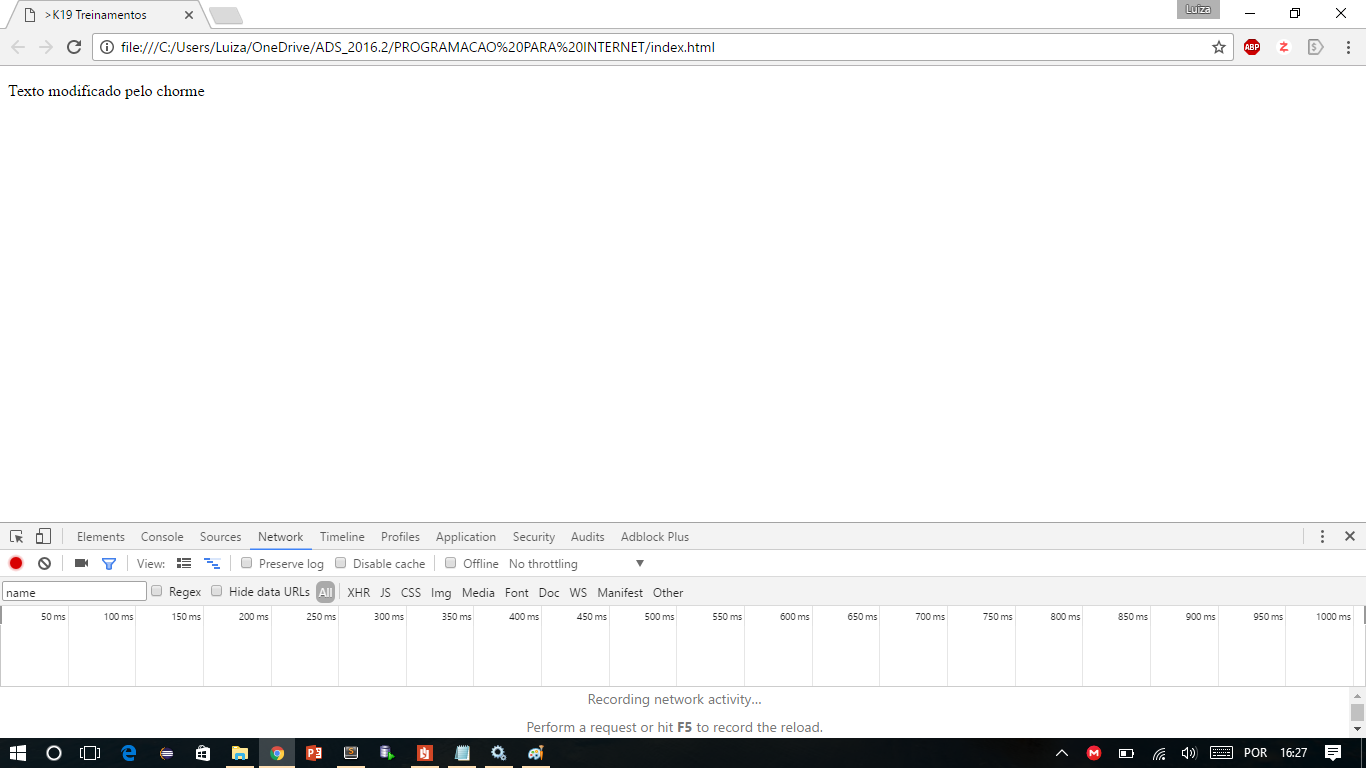 >K19 Treinamentos
Luiza
file:///C:/Users/Luiza/OneDrive/ADS_2016.2/PROGRAMACAO%20PARA%20INTERNET/index.html
ABP
Texto modificado pelo chorme
Elements Console Sources Network Timeline Profiles Application Security Audits Adblock Plus
View: Preserve log Disable cache Offline No throttling
name Regex Hide data URLs All XHR JS CSS Img Media Font Doc WS Manifest Other
50 ms 100 ms 150 ms 200 ms 250 ms 300 ms 350 ms 400 ms 450 ms 500 ms 550 ms 600 ms 650 ms 700 ms 750 ms 800 ms 850 ms 900 ms 950 ms 1000 ms
Recording network activity...
Perform a request or hit F5 to record the reload.
POR 16:27